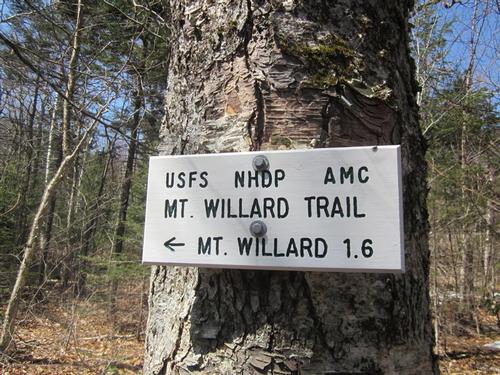 USFS NHDP AMC
MT. WILLARD TRAIL
← MT. WILLARD 1.6